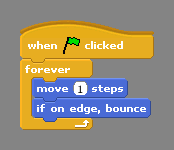 when clicked
forever
move 1 steps
if on edge, bounce